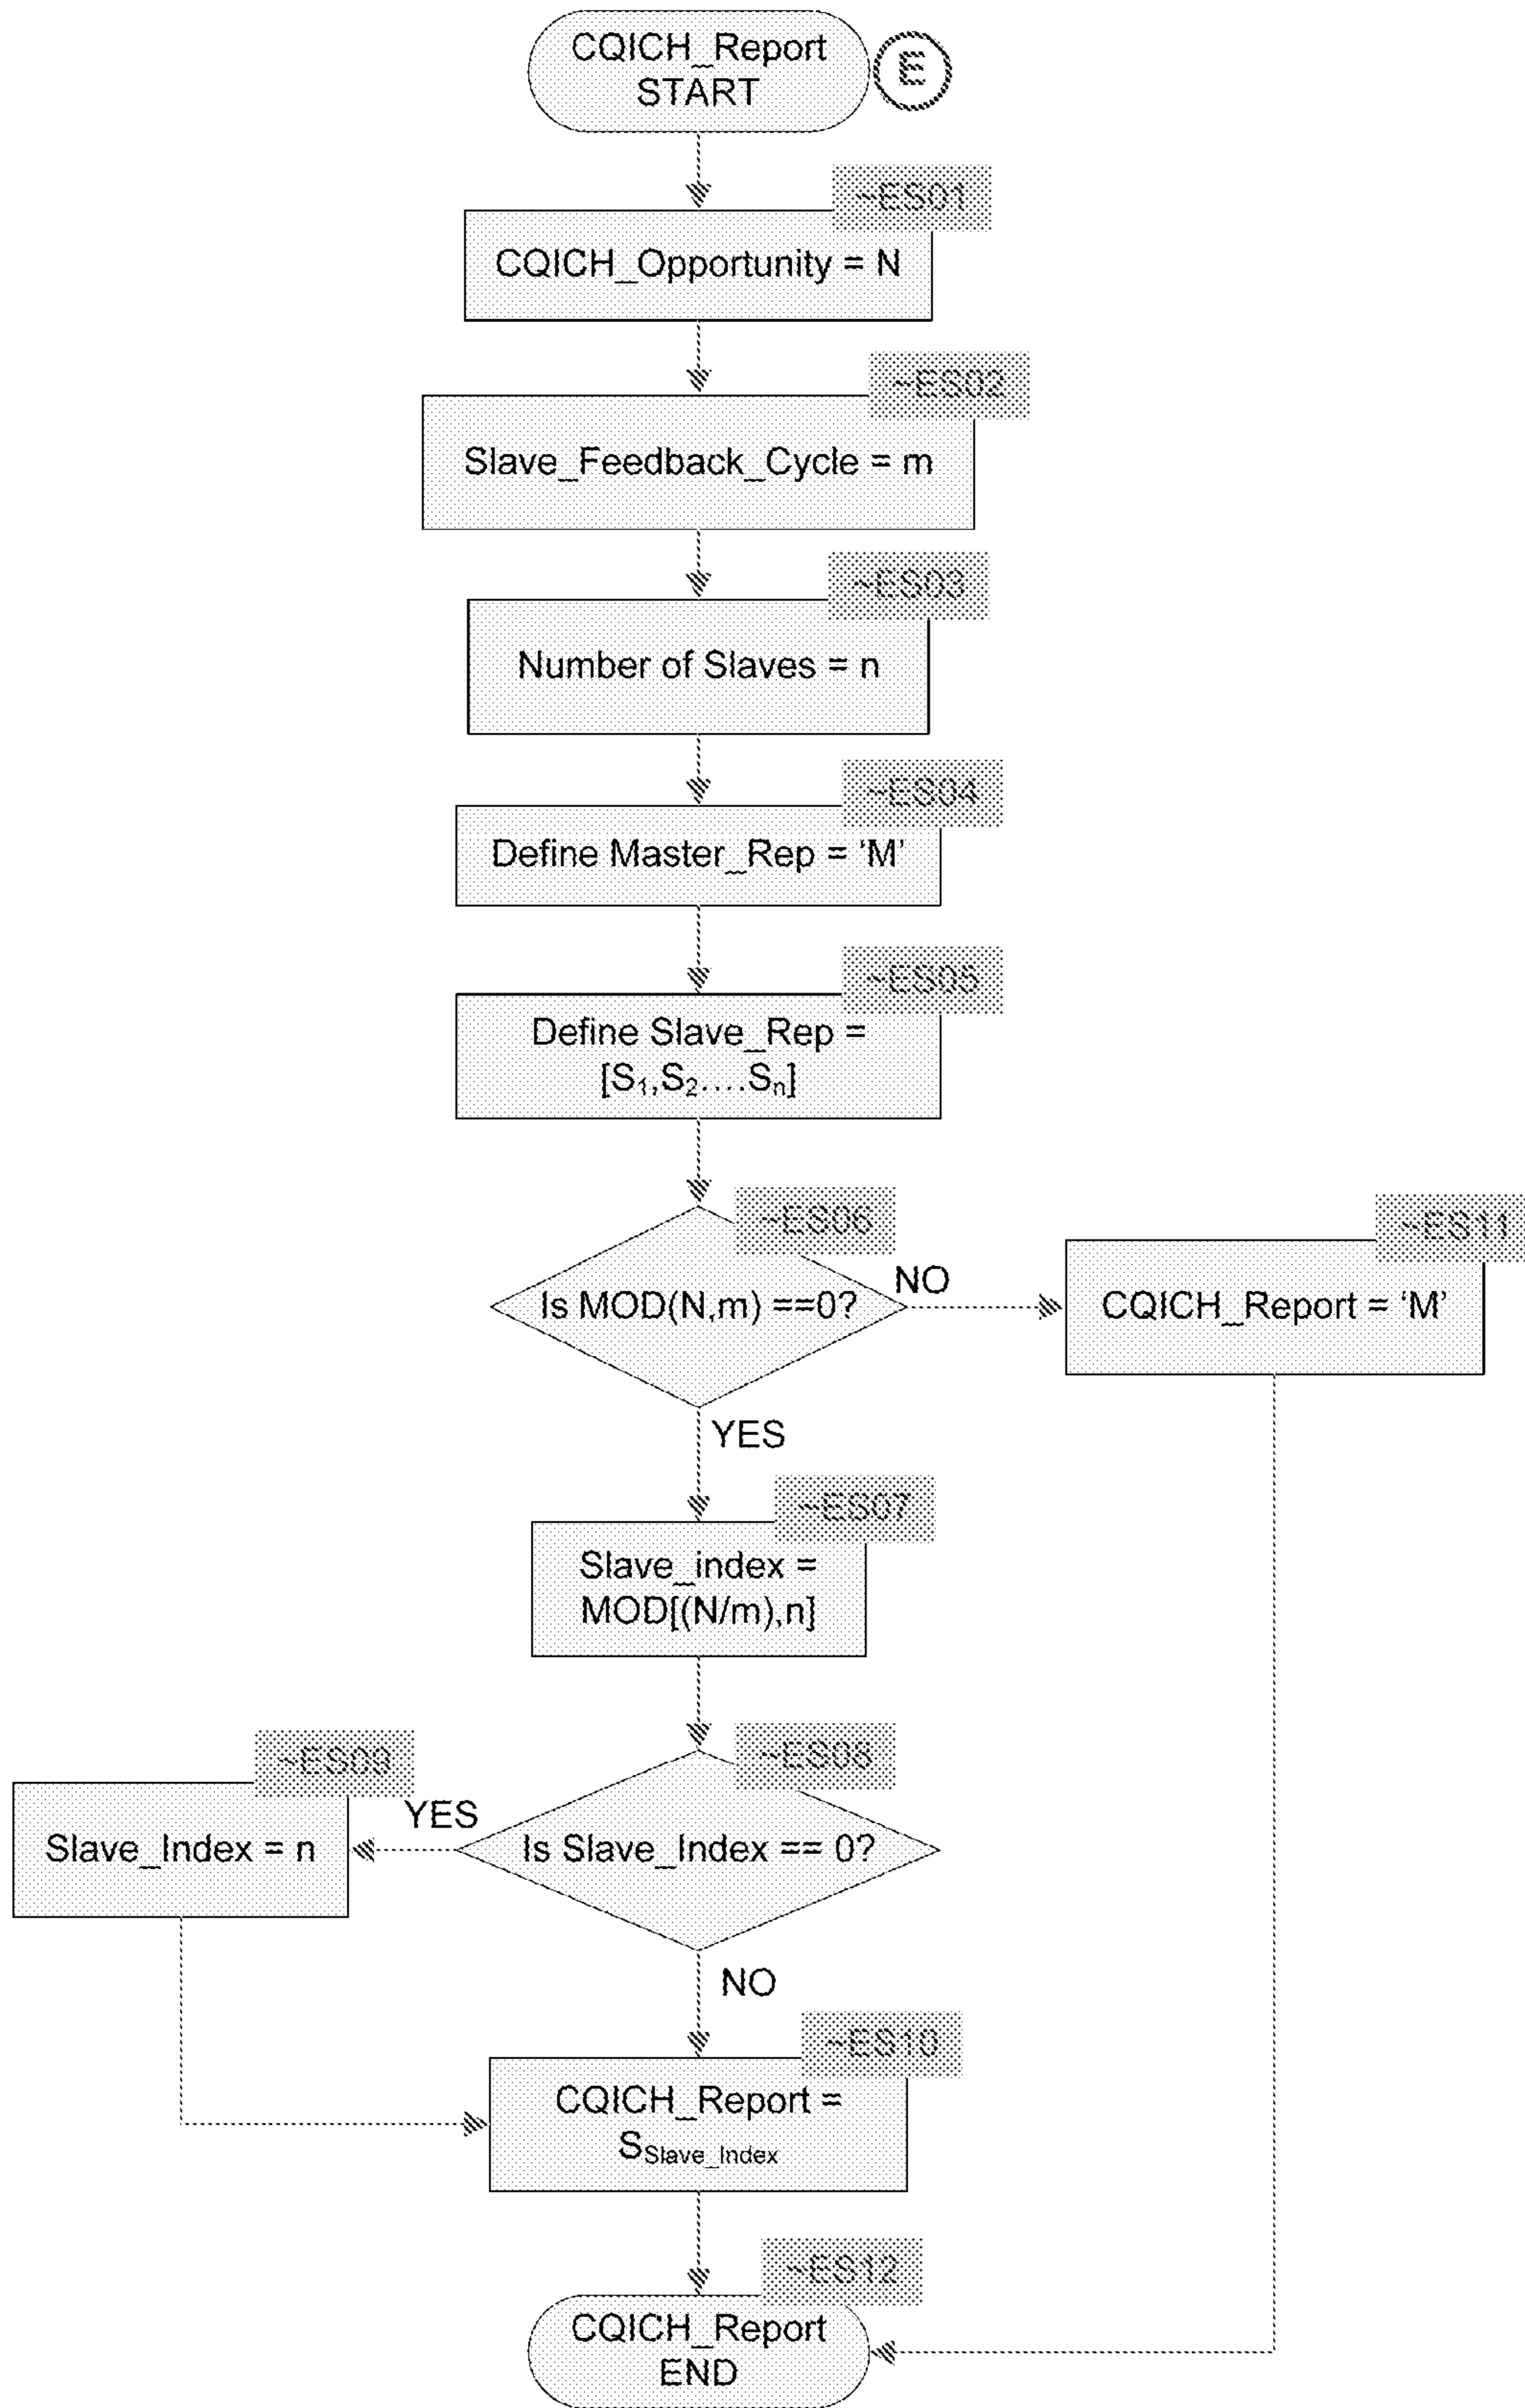 CQICH_Report
START
E
~ES01
CQICH_Opportunity = N
~ES02
Slave_Feedback_Cycle = m
~ES03
Number of Slaves = n
~ES04
Define Master_Rep = ‘M’
~ES05
Define Slave_Rep =
[S1,S2....Sn]
~ES06
Is MOD(N,m) ==0?
NO
~ES11
CQICH_Report = ‘M’
YES
~ES07
Slave_index =
MOD[(N/m),n]
~ES08
Is Slave_Index == 0?
YES
~ES09
Slave_Index = n
NO
~ES10
CQICH_Report =
SSlave_Index
~ES12
CQICH_Report
END